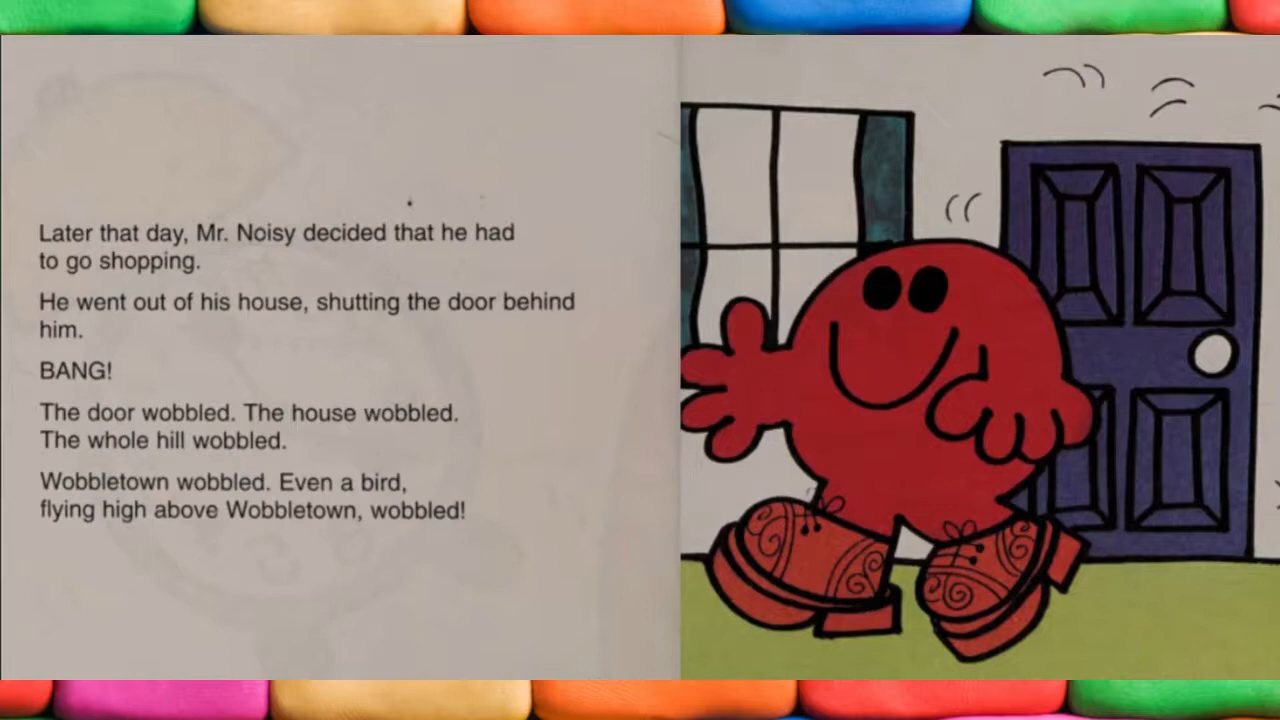 Later that day, Mr. Noisy decided that he had
to go shopping.
He went out of his house, shutting the door behind
him.
BANG!
The door wobbled. The house wobbled.
The whole hill wobbled.
Wobbletown wobbled. Even a bird,
flying high above Wobbletown, wobbled!